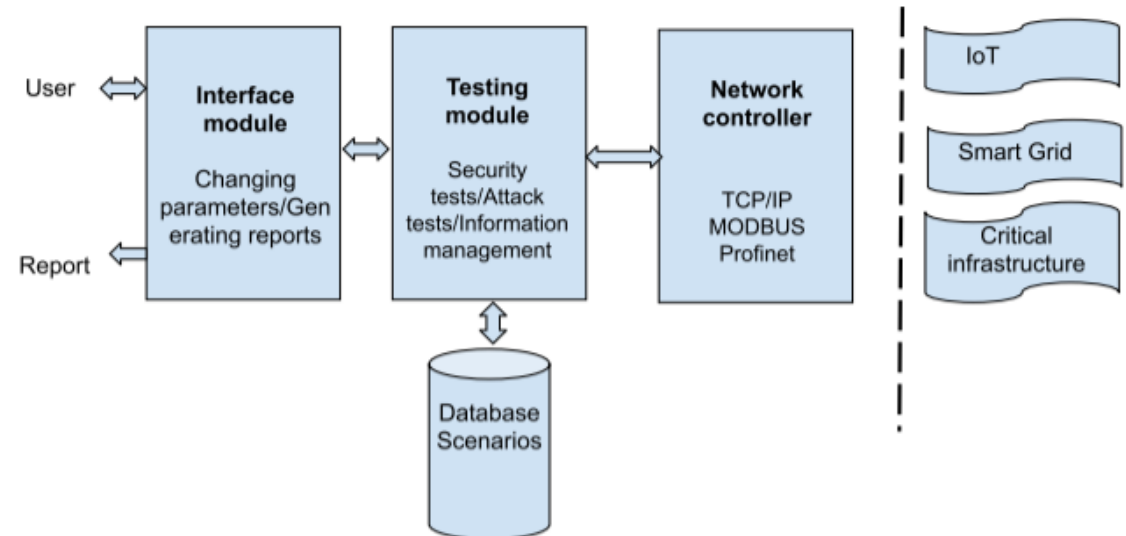 User
Report
Interface
module
Changing
parameters/Gen
erating reports
Testing
module
Security
tests/Attack
tests/Information
management
Network
controller
TCP/IP
MODBUS
Profinet
IoT
Smart Grid
Critical
infrastructure
Database
Scenarios